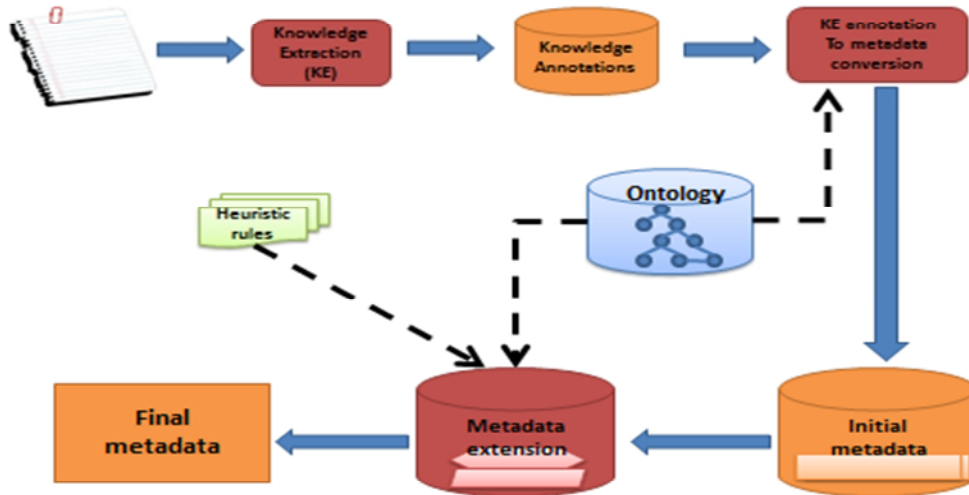 Knowledge
Extraction
(KE)
Knowledge
Annotations
KE annotation
To metadata
conversion
Ontology
Heuristic
rules
Final
metadata
Metadata
extension
Initial
metadata